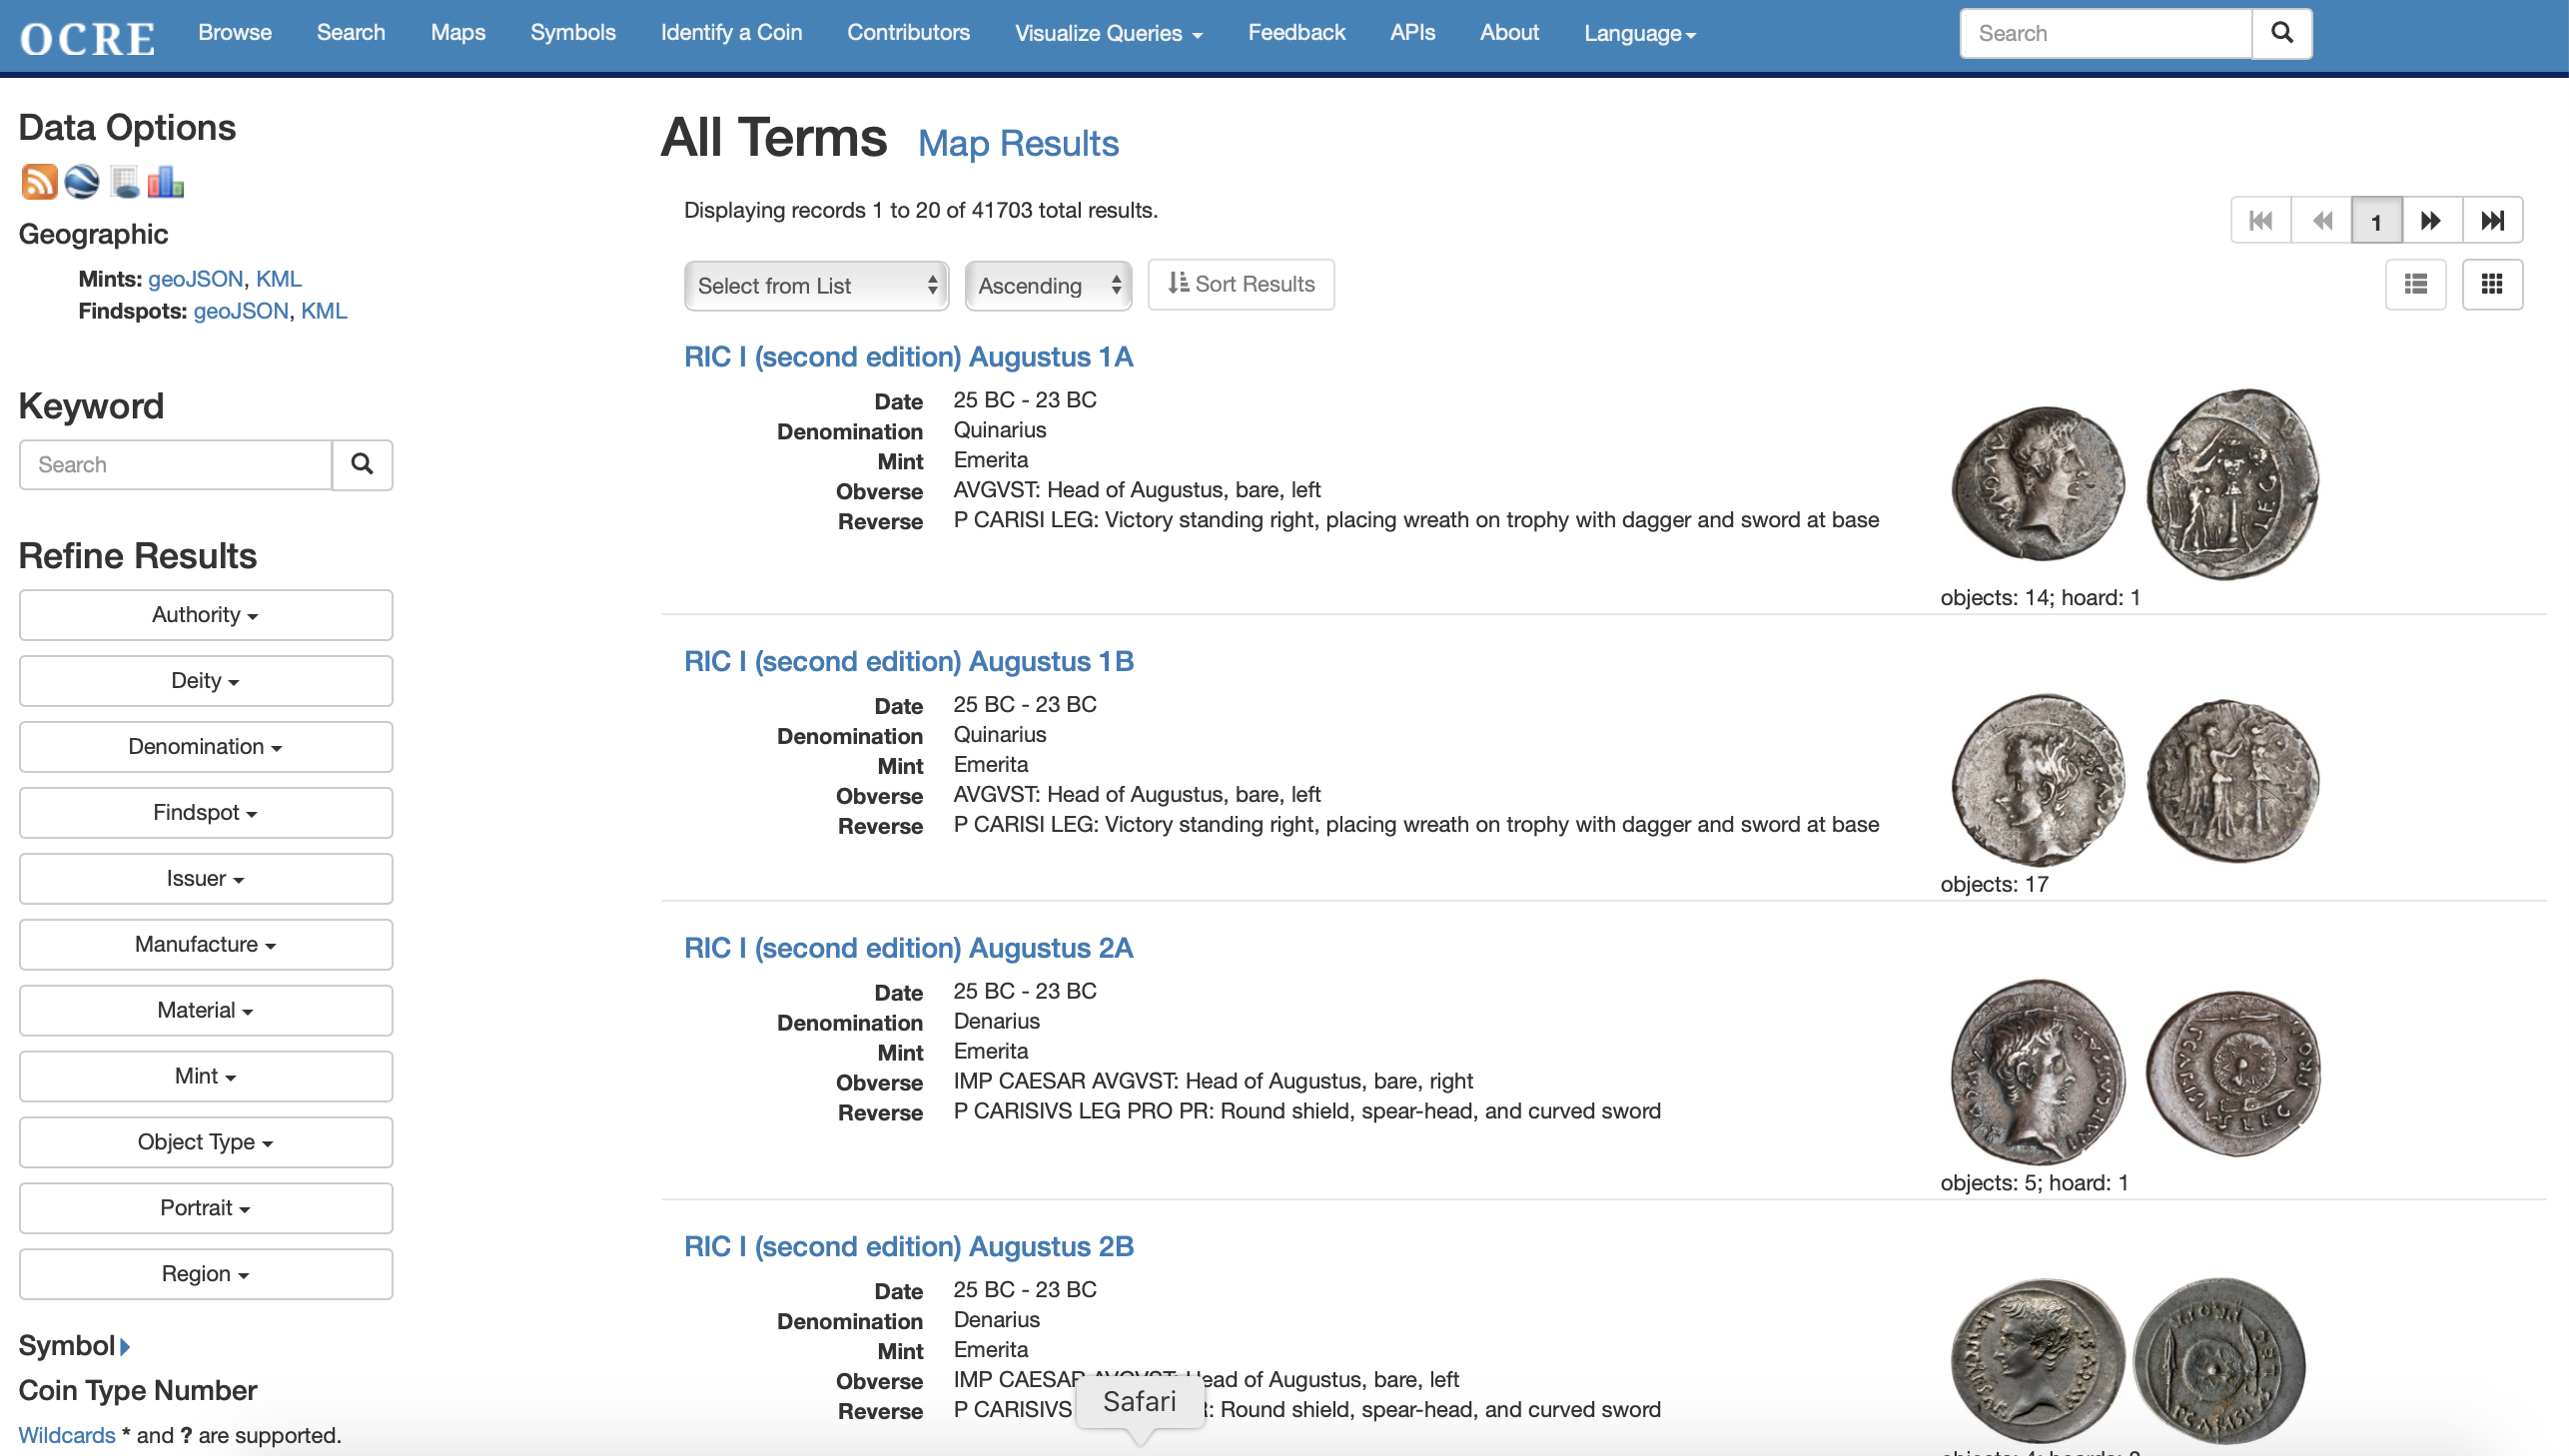 OCRE Browse Search Maps Symbols Identify a Coin Contributors Visualize Queries Feedback APIs About Language Search
Data Options
Geographic
Mints: geoJSON, KML
Findspots: geoJSON, KML
Keyword
Search
Refine Results
Authority
Deity
Denomination
Findspot
Issuer
Manufacture
Material
Mint
Object Type
Portrait
Region
Symbol
Coin Type Number
Wildcards * and ? are supported.
All Terms Map Results
Displaying records 1 to 20 of 41703 total results.
1
Select from List Ascending Sort Results
RIC I (second edition) Augustus 1A
Date 25 BC - 23 BC
Denomination Quinarius
Mint Emerita
Obverse AVGVST: Head of Augustus, bare, left
Reverse P CARISI LEG: Victory standing right, placing wreath on trophy with dagger and sword at base
objects: 14; hoard: 1
RIC I (second edition) Augustus 1B
Date 25 BC - 23 BC
Denomination Quinarius
Mint Emerita
Obverse AVGVST: Head of Augustus, bare, left
Reverse P CARISI LEG: Victory standing right, placing wreath on trophy with dagger and sword at base
objects: 17
RIC I (second edition) Augustus 2A
Date 25 BC - 23 BC
Denomination Denarius
Mint Emerita
Obverse IMP CAESAR AVGVST: Head of Augustus, bare, right
Reverse P CARISIVS LEG PRO PR: Round shield, spear-head, and curved sword
objects: 5; hoard: 1
RIC I (second edition) Augustus 2B
Date 25 BC - 23 BC
Denomination Denarius
Mint Emerita
Obverse IMP CAESAR AVGVST: Head of Augustus, bare, left
Reverse P CARISIVS R: Round shield, spear-head, and curved sword
Safari